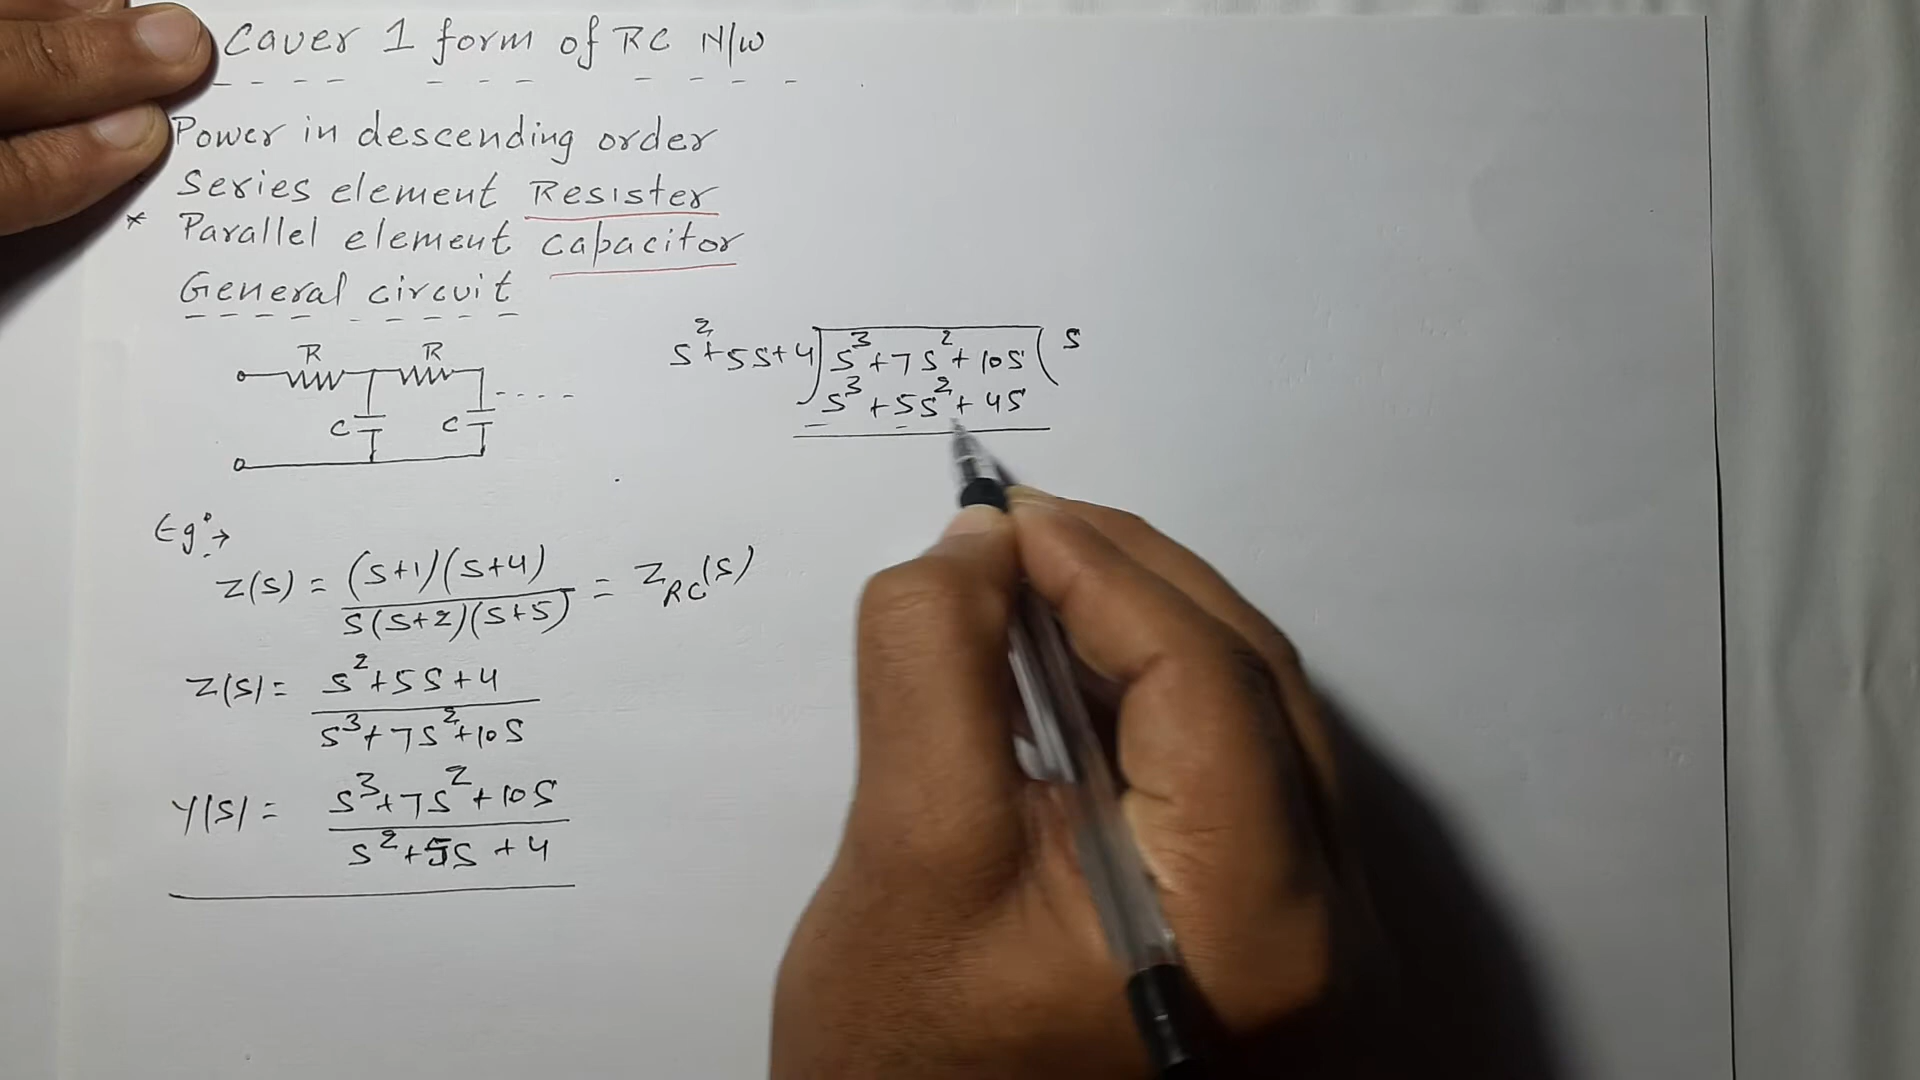 Cauer 1 form of RC N/W
Power in descending order
Series element Resister
* Parallel element Capacitor
General circuit
R R
C C
Eg:→
Z(S) = (S+1)(S+4) / S(S+2)(S+5) = Z_RC(S)
Z(S) = S²+5S+4 / S³+7S²+10S
Y(S) = S³+7S²+10S / S²+5S+4
S²+5S+4) S³+7S²+10S ( S
S³+5S²+4S